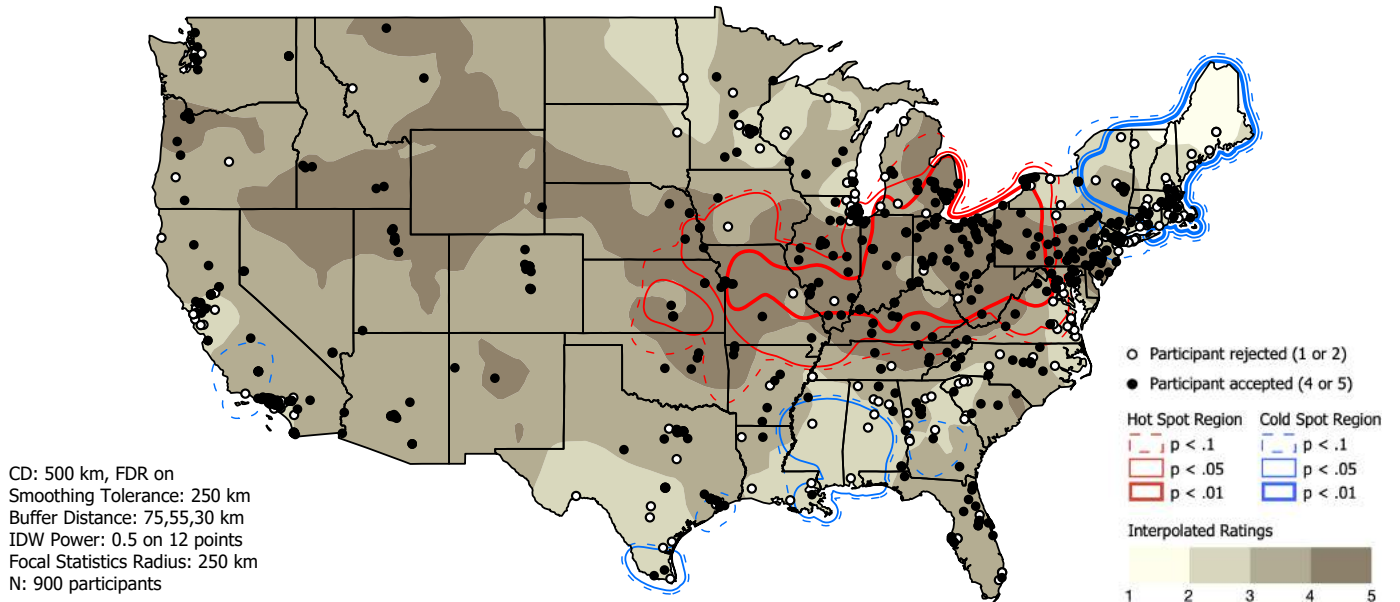 CD: 500 km, FDR on
Smoothing Tolerance: 250 km
Buffer Distance: 75,55,30 km
IDW Power: 0.5 on 12 points
Focal Statistics Radius: 250 km
N: 900 participants
Participant rejected (1 or 2)
Participant accepted (4 or 5)
Hot Spot Region Cold Spot Region
p < .1 p < .1
p < .05 p < .05
p < .01 p < .01
Interpolated Ratings
1 2 3 4 5